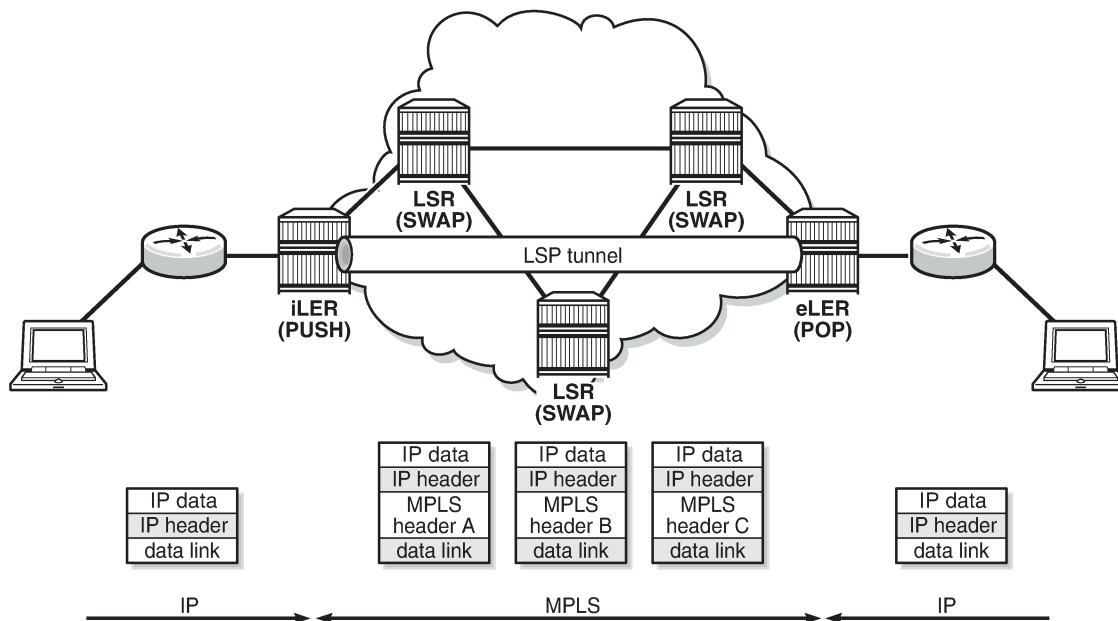 LSR
(SWAP)
LSR
(SWAP)
LSP tunnel
iLER
(PUSH)
eLER
(POP)
LSR
(SWAP)
IP data
IP header
data link
IP data
IP header
MPLS
header A
data link
IP data
IP header
MPLS
header B
data link
IP data
IP header
MPLS
header C
data link
IP data
IP header
data link
IP
MPLS
IP